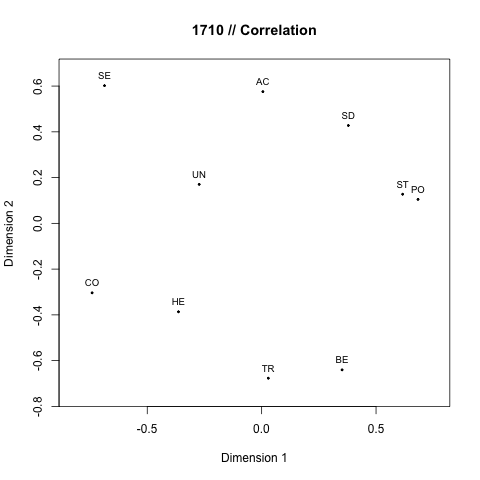 1710 // Correlation
SE
AC
SD
UN
ST PO
CO
HE
TR
BE
0.6
0.4
0.2
0.0
-0.2
-0.4
-0.6
-0.8
Dimension 2
-0.5
0.0
0.5
Dimension 1